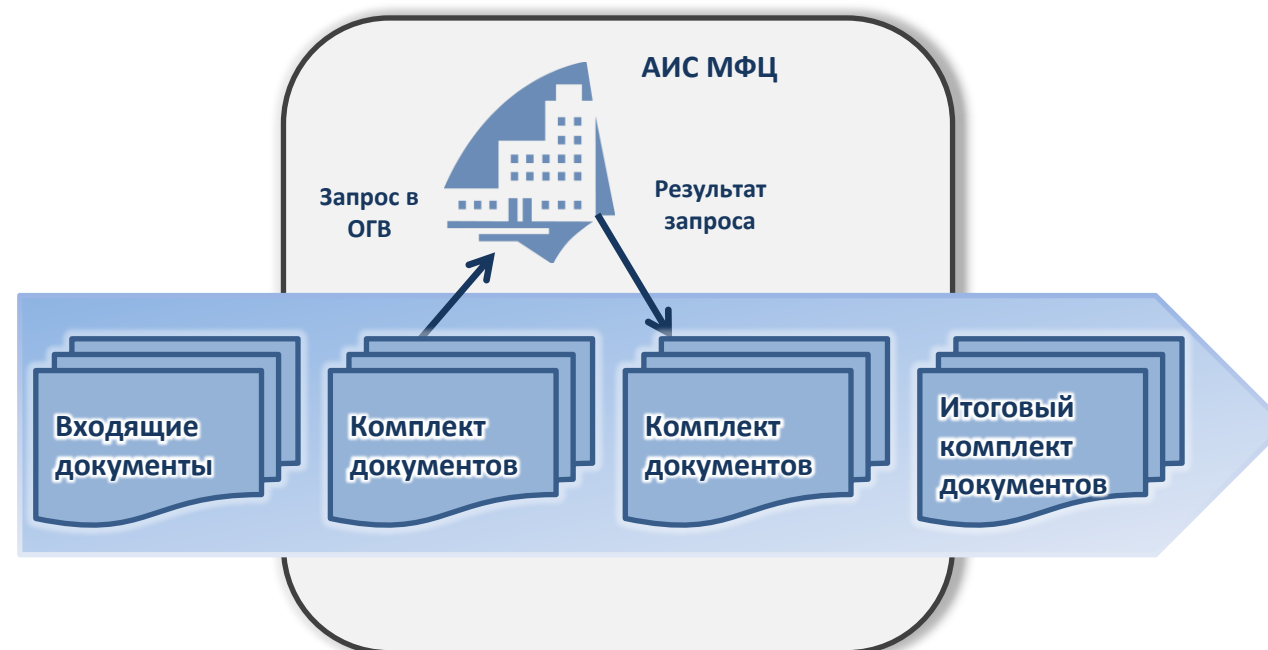 АИС МФЦ
Запрос в
ОГВ
Результат
запроса
Входящие
документы
Комплект
документов
Комплект
документов
Итоговый
комплект
документов